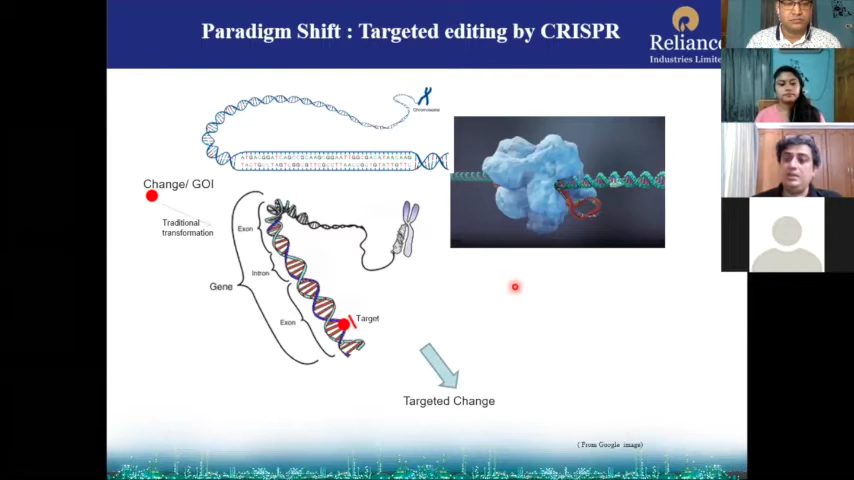 Paradigm Shift : Targeted editing by CRISPR
Reliance
Industries Limite
Chromosome
Change/ GOI
Traditional
transformation
Exon
Intron
Gene
Exon
Target
Targeted Change
( From Google image)